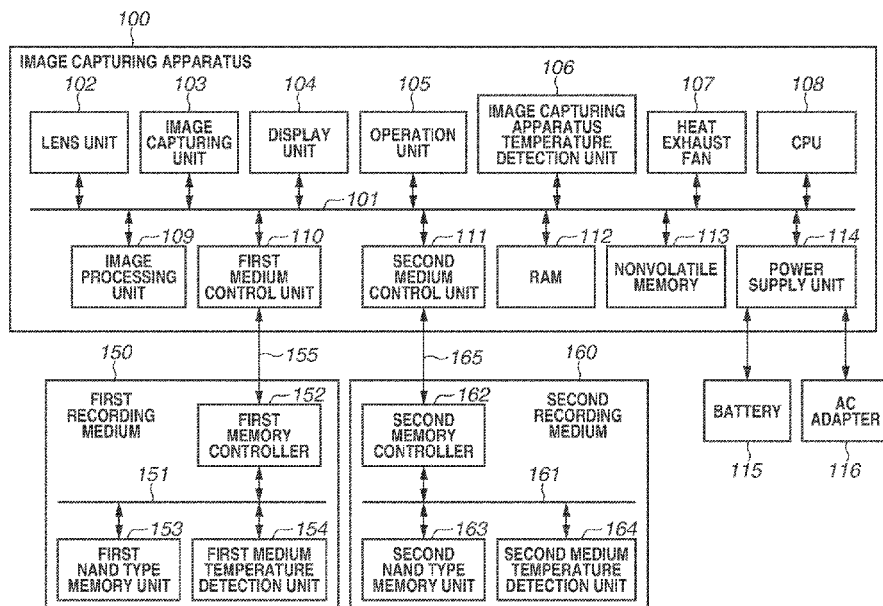 100
IMAGE CAPTURING APPARATUS
102
103
104
105
106
107
108
LENS UNIT
IMAGE
CAPTURING
UNIT
DISPLAY
UNIT
OPERATION
UNIT
IMAGE CAPTURING
APPARATUS
TEMPERATURE
DETECTION UNIT
HEAT
EXHAUST
FAN
CPU
101
109
110
111
112
113
114
IMAGE
PROCESSING
UNIT
FIRST
MEDIUM
CONTROL UNIT
SECOND
MEDIUM
CONTROL UNIT
RAM
NONVOLATILE
MEMORY
POWER
SUPPLY UNIT
150
155
165
160
FIRST
RECORDING
MEDIUM
152
FIRST
MEMORY
CONTROLLER
162
SECOND
MEMORY
CONTROLLER
SECOND
RECORDING
MEDIUM
BATTERY
115
AC
ADAPTER
116
151
161
153
154
163
164
FIRST
NAND TYPE
MEMORY UNIT
FIRST MEDIUM
TEMPERATURE
DETECTION UNIT
SECOND
NAND TYPE
MEMORY UNIT
SECOND MEDIUM
TEMPERATURE
DETECTION UNIT